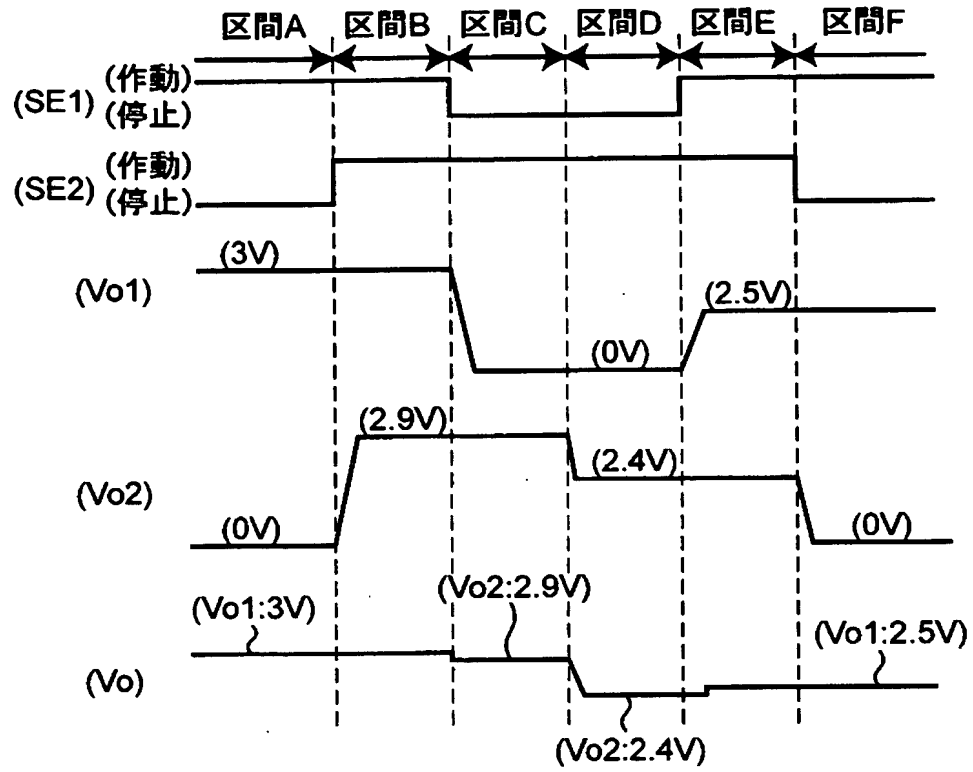 区間A 区間B 区間C 区間D 区間E 区間F
(SE1) (作動)
(停止)
(SE2) (作動)
(停止)
(Vo1) (3V) (0V) (2.5V)
(Vo2) (0V) (2.9V) (2.4V) (0V)
(Vo) (Vo1:3V) (Vo2:2.9V) (Vo2:2.4V) (Vo1:2.5V)